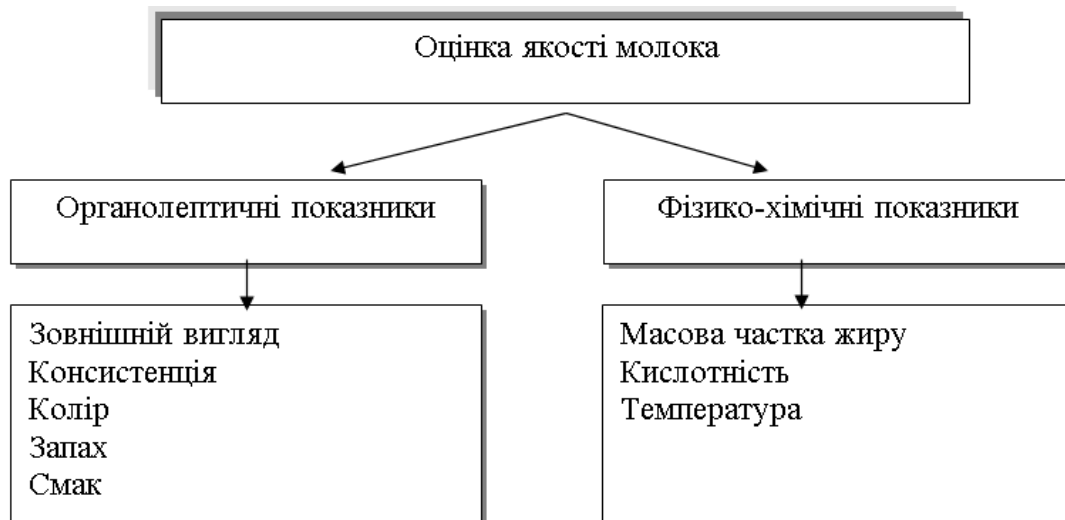 Оцінка якості молока
Органолептичні показники
Фізико-хімічні показники
Зовнішній вигляд
Консистенція
Колір
Запах
Смак
Масова частка жиру
Кислотність
Температура